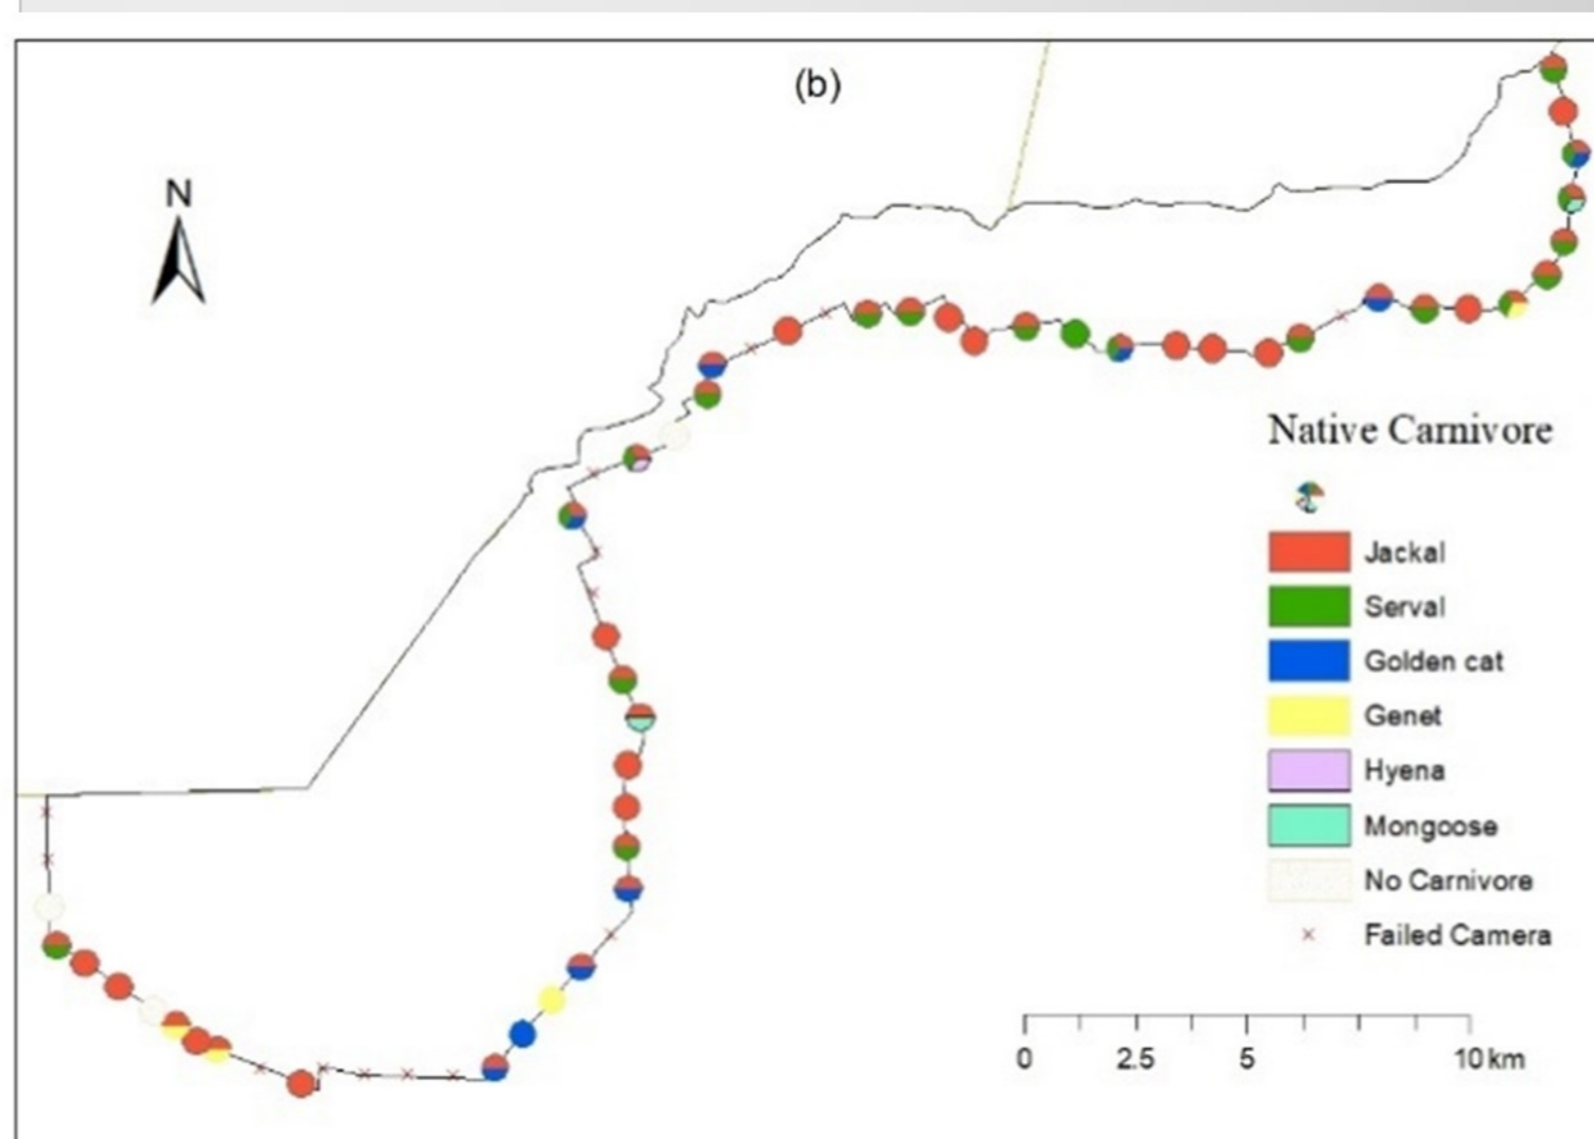 (b)
N
Native Carnivore
Jackal
Serval
Golden cat
Genet
Hyena
Mongoose
No Carnivore
Failed Camera
0 2.5 5 10 km